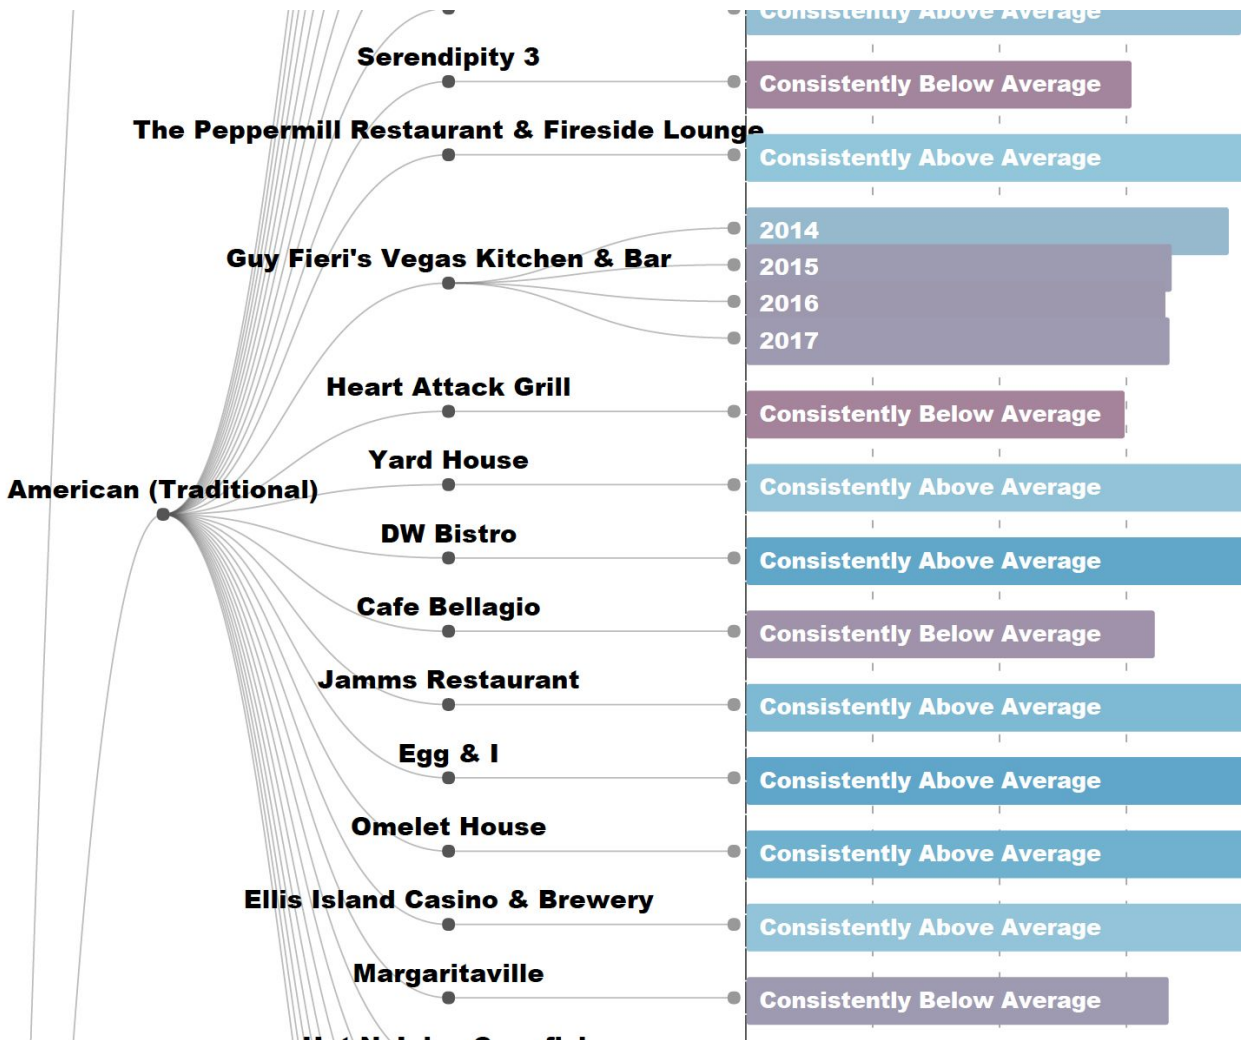 Consistently Above Average
Serendipity 3
Consistently Below Average
The Peppermill Restaurant & Fireside Lounge
Consistently Above Average
2014
Guy Fieri's Vegas Kitchen & Bar
2015
2016
2017
Heart Attack Grill
Consistently Below Average
Yard House
Consistently Above Average
American (Traditional)
DW Bistro
Consistently Above Average
Cafe Bellagio
Consistently Below Average
Jamms Restaurant
Consistently Above Average
Egg & I
Consistently Above Average
Omelet House
Consistently Above Average
Ellis Island Casino & Brewery
Consistently Above Average
Margaritaville
Consistently Below Average